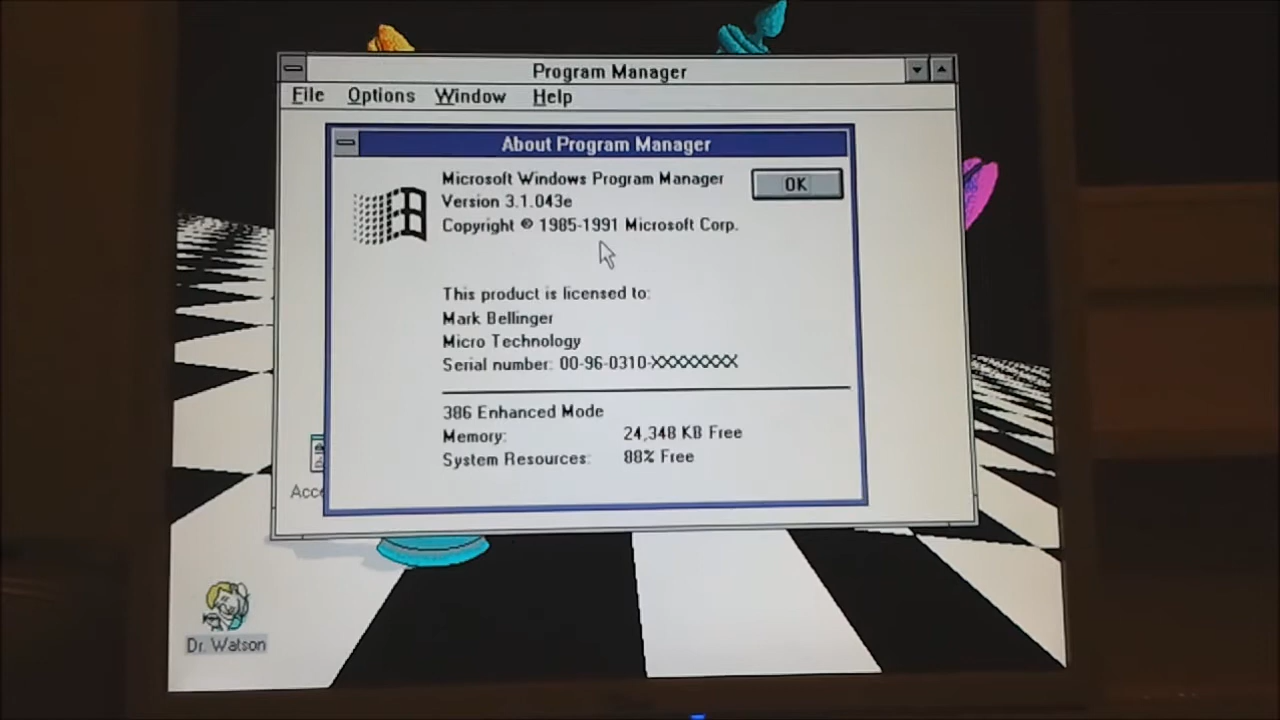 Program Manager
File Options Window Help
About Program Manager
Microsoft Windows Program Manager
OK
Version 3.1.043e
Copyright © 1985-1991 Microsoft Corp.
This product is licensed to:
Mark Bellinger
Micro Technology
Serial number: 00-96-0310-XXXXXXXX
386 Enhanced Mode
Memory: 24,348 KB Free
System Resources: 88% Free
Acce
Dr. Watson